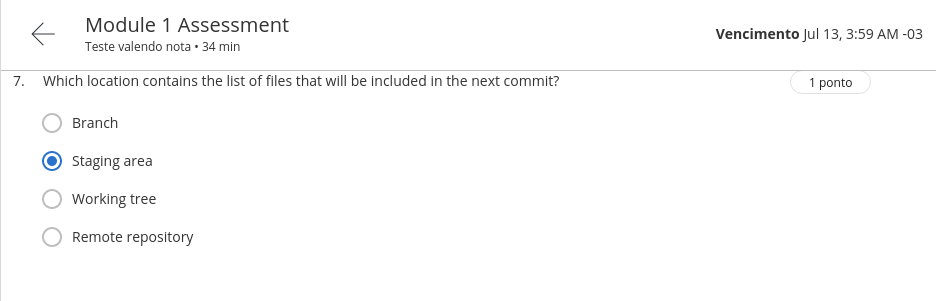 Module 1 Assessment
Teste valendo nota • 34 min
Vencimento Jul 13, 3:59 AM -03
7. Which location contains the list of files that will be included in the next commit?
1 ponto
Branch
Staging area
Working tree
Remote repository